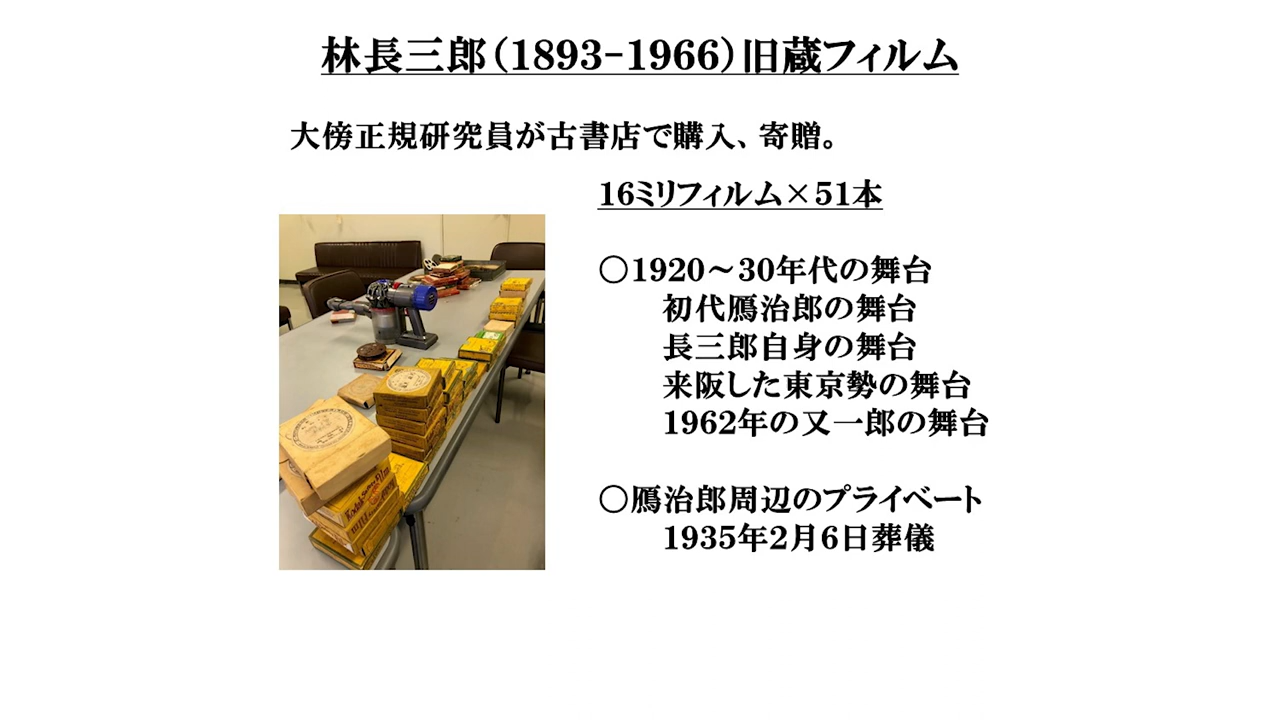 林長三郎（1893-1966）旧蔵フィルム
大傍正規研究員が古書店で購入、寄贈。
16ミリフィルム×51本
○1920～30年代の舞台
初代鴈治郎の舞台
長三郎自身の舞台
来阪した東京勢の舞台
1962年の又一郎の舞台
○鴈治郎周辺のプライベート
1935年2月6日葬儀
Kodak